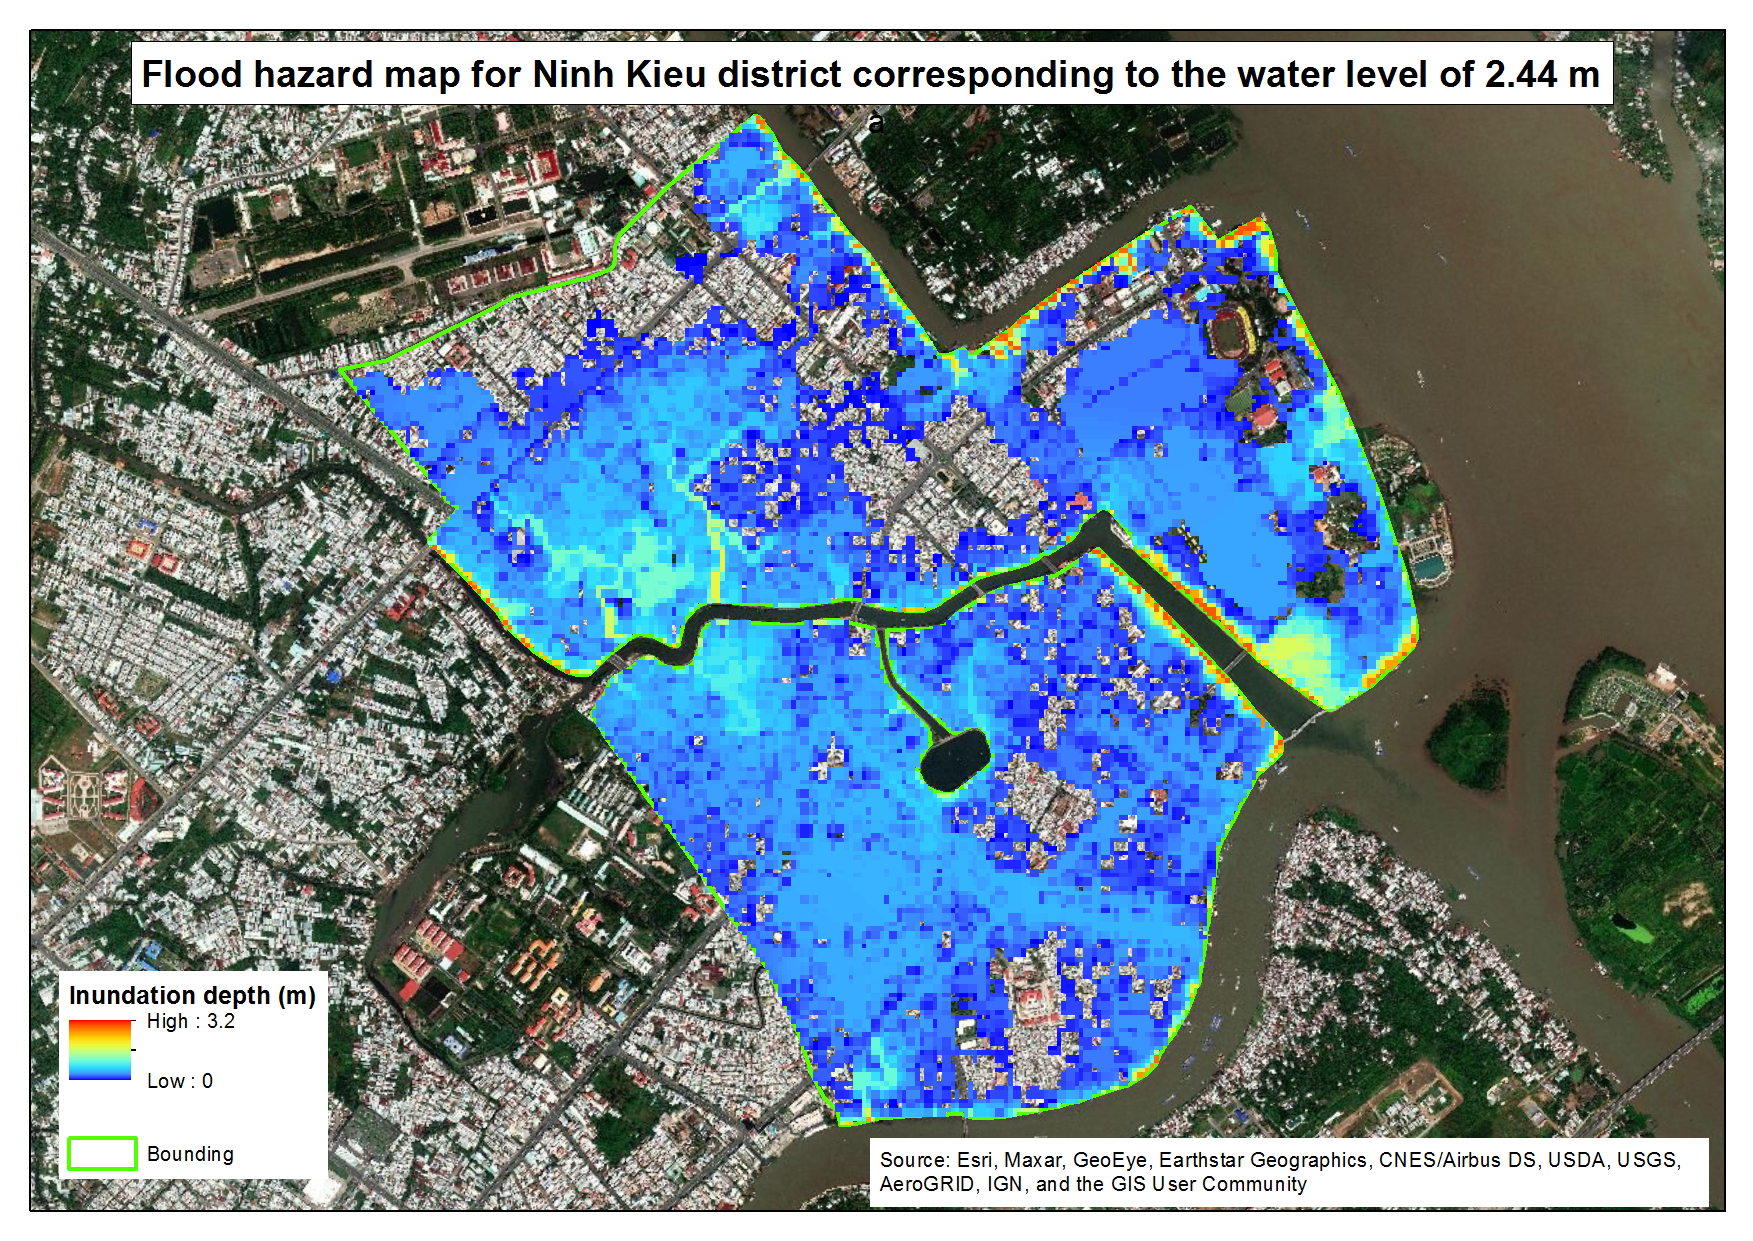 Flood hazard map for Ninh Kieu district corresponding to the water level of 2.44 m
a
Inundation depth (m)
High : 3.2
Low : 0
Bounding
Source: Esri, Maxar, GeoEye, Earthstar Geographics, CNES/Airbus DS, USDA, USGS,
AeroGRID, IGN, and the GIS User Community